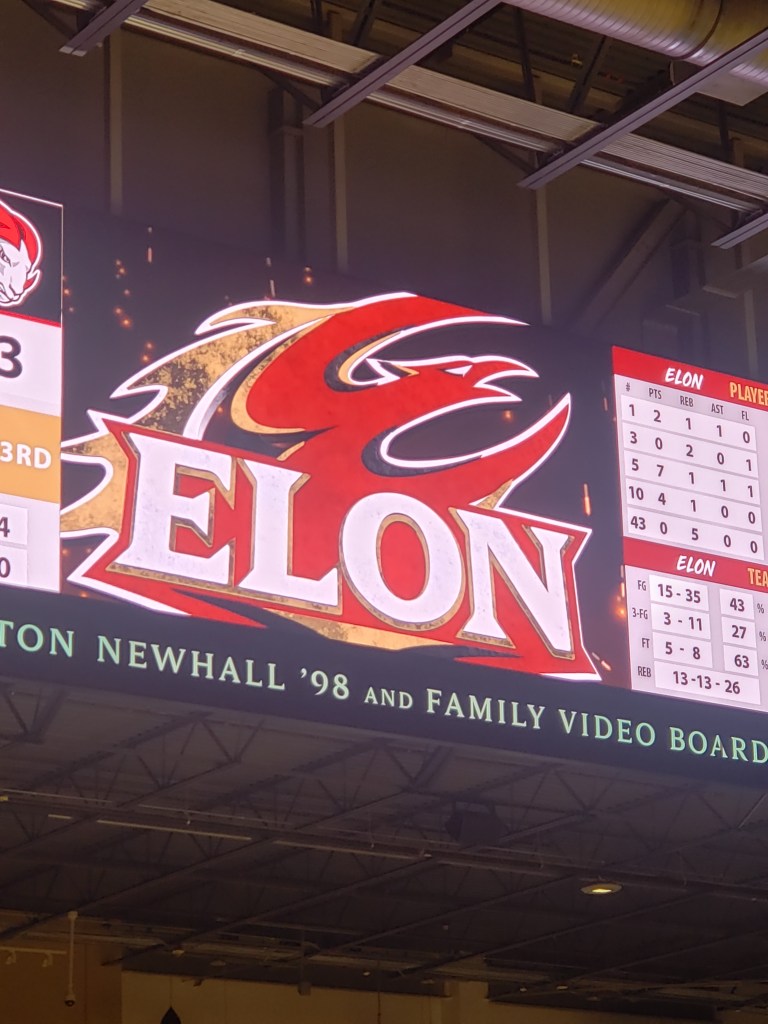 3
3RD
4
0
ELON
TON NEWHALL '98 AND FAMILY VIDEO BOARD
ELON PLAYE
# PTS REB AST FL
1 2 1 1 0
3 0 2 0 1
5 7 1 1 1
10 4 1 0 0
43 0 5 0 0
ELON TEA
FG 15 - 35 43 %
3-FG 3 - 11 27 %
FT 5 - 8 63 %
REB 13 -13 - 26